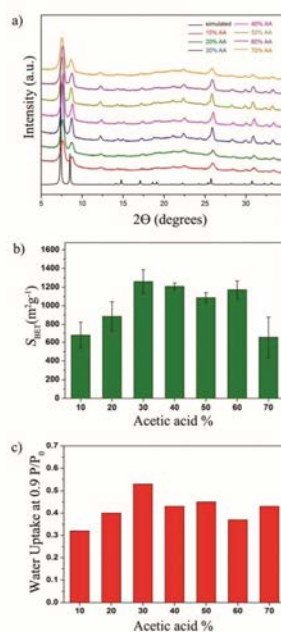 a)
Intensity (a.u.)
simulated
10% AA
20% AA
30% AA
40% AA
50% AA
60% AA
70% AA
5 10 15 20 25 30
2Θ (degrees)
b)
S_BET (m²g⁻¹)
1600
1400
1200
1000
800
600
400
200
0
10 20 30 40 50 60 70
Acetic acid %
c)
Water Uptake at 0.9 P/P₀
0.7
0.6
0.5
0.4
0.3
0.2
0.1
0.0
10 20 30 40 50 60 70
Acetic acid %